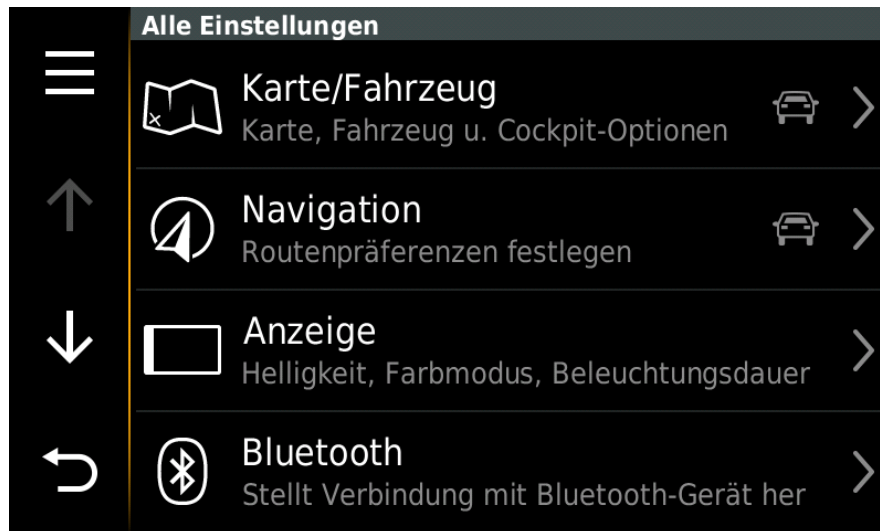 Alle Einstellungen
Karte/Fahrzeug
Karte, Fahrzeug u. Cockpit-Optionen
Navigation
Routenpräferenzen festlegen
Anzeige
Helligkeit, Farbmodus, Beleuchtungsdauer
Bluetooth
Stellt Verbindung mit Bluetooth-Gerät her